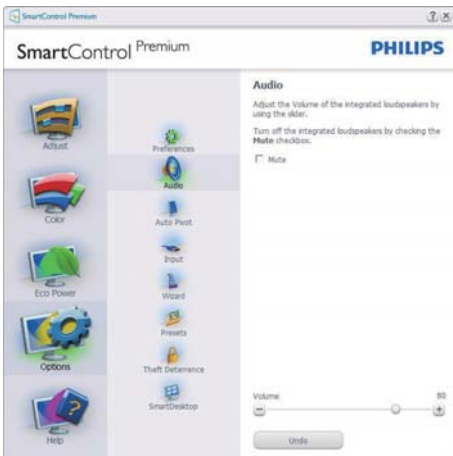 SmartControl Premium
? X
SmartControl Premium
PHILIPS
Adjust
Color
Eco Power
Options
Help
Preferences
Audio
Auto Pivot
Input
Wizard
Presets
Theft Deterrence
SmartDesktop
Audio
Adjust the Volume of the integrated loudspeakers by
using the slider.
Turn off the integrated loudspeakers by checking the
Mute checkbox.
Mute
Volume 80
Undo